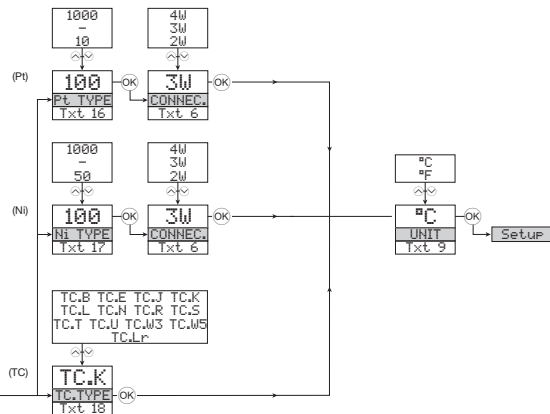 1000
-
10
4W
3W
2W
(Pt)
100
OK
3W
OK
Pt TYPE
CONNEC.
Txt 16
Txt 6
1000
-
50
4W
3W
2W
°C
°F
(Ni)
100
OK
3W
OK
°C
OK
Ni TYPE
CONNEC.
UNIT
Setup
Txt 17
Txt 6
Txt 9
TC.B TC.E TC.J TC.K
TC.L TC.N TC.R TC.S
TC.T TC.U TC.W3 TC.W5
TC.Lr
(TC)
TC.K
TC.TYPE
OK
Txt 18